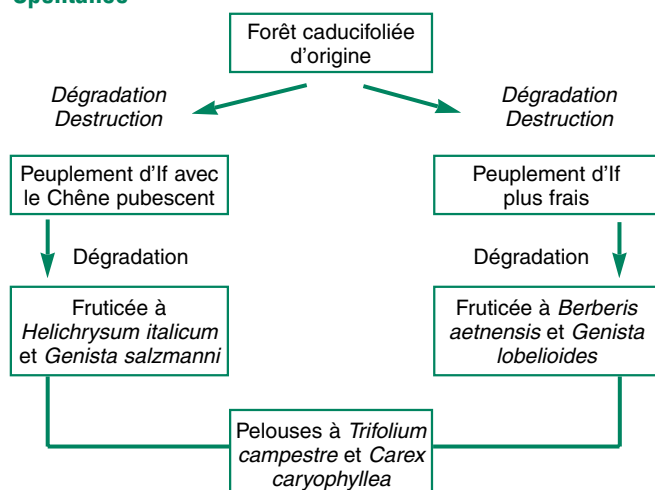 Spontanée
Forêt caducifoliée
d'origine
Dégradation
Destruction
Dégradation
Destruction
Peuplement d'If avec
le Chêne pubescent
Peuplement d'If
plus frais
Dégradation
Dégradation
Fruticée à
Helichrysum italicum
et Genista salzmanni
Fruticée à Berberis
aetnensis et Genista
lobelioides
Pelouses à Trifolium
campestre et Carex
caryophyllea